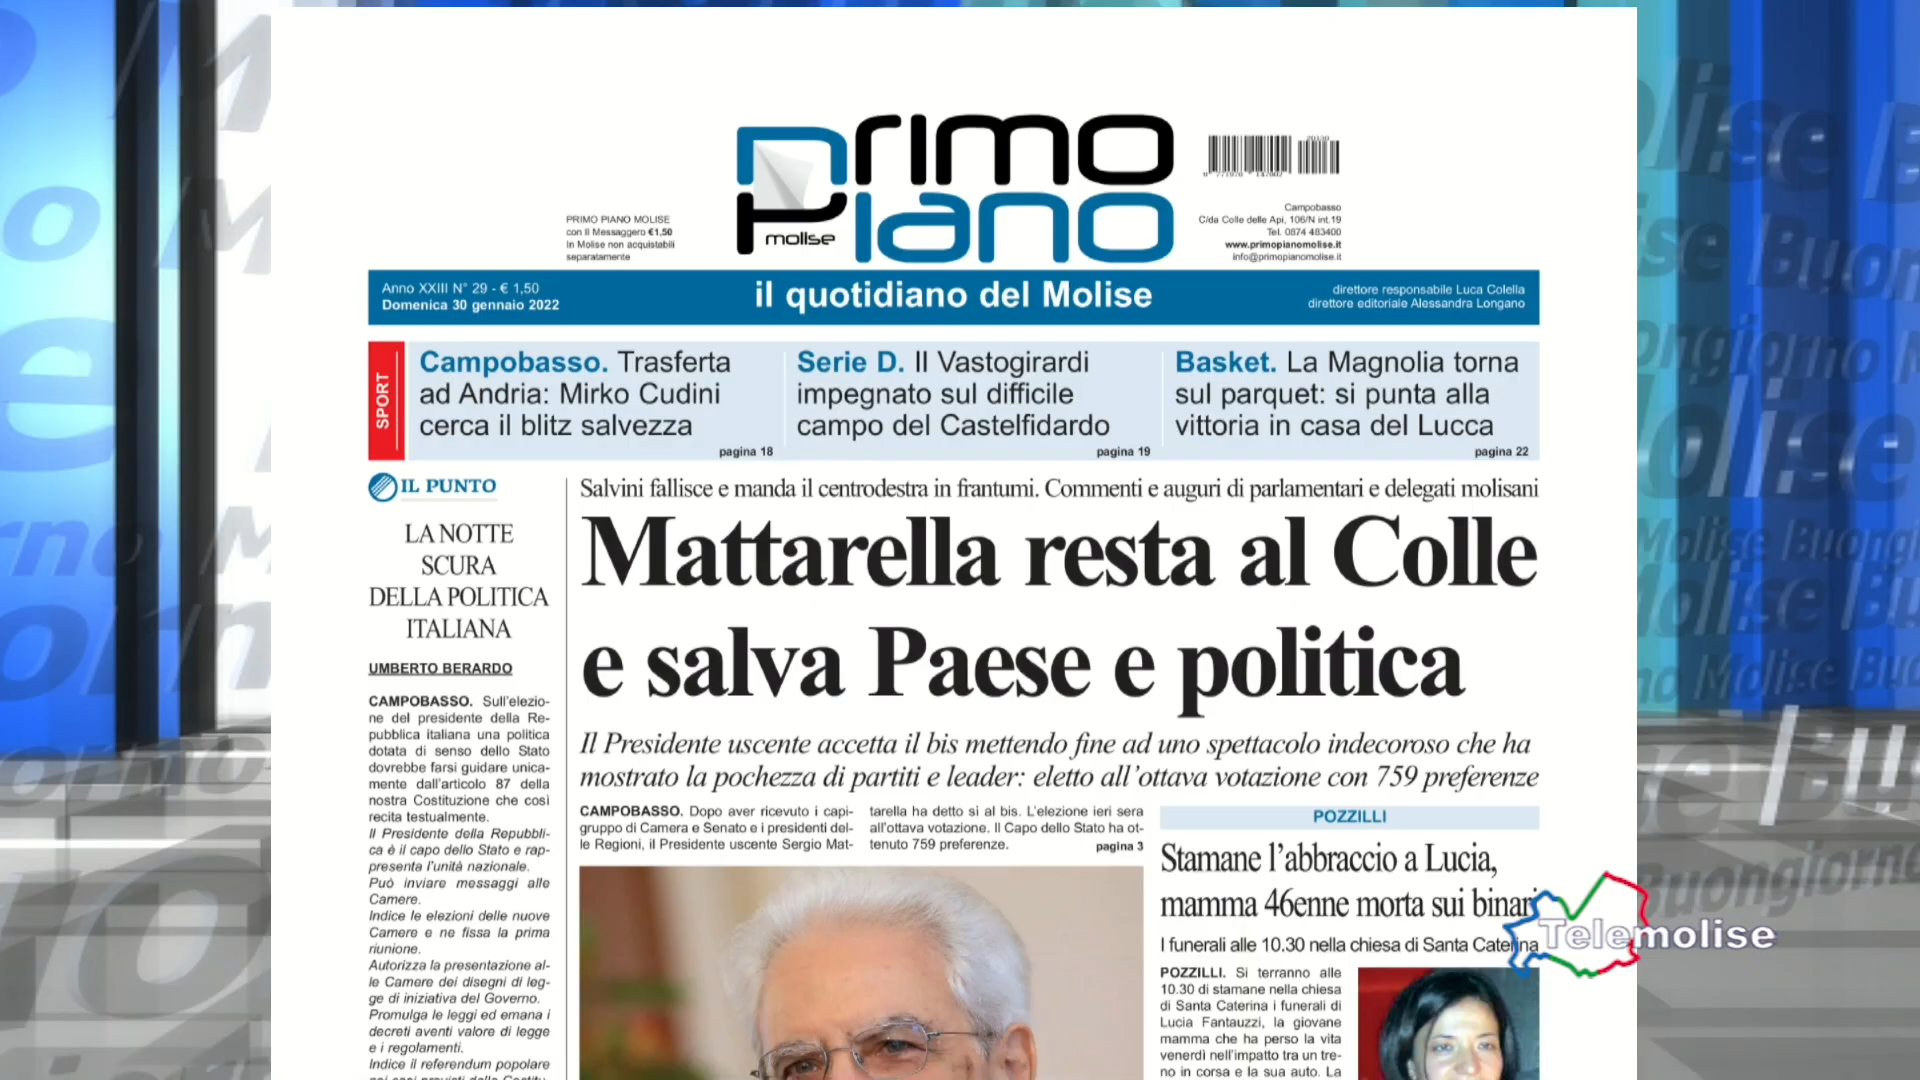 Primo
Piano
molise
PRIMO PIANO MOLISE
con Il Messaggero €1,50
In Molise non acquistabili
separatamente
Campobasso
C/da Colle delle Api, 106/N int.19
Tel. 0874 483400
www.primopianomolise.it
info@primopianomolise.it
Anno XXIII N° 29 - € 1,50
Domenica 30 gennaio 2022
il quotidiano del Molise
direttore responsabile Luca Colella
direttore editoriale Alessandra Longano
SPORT
Campobasso. Trasferta
ad Andria: Mirko Cudini
cerca il blitz salvezza
pagina 18
Serie D. Il Vastogirardi
impegnato sul difficile
campo del Castelfidardo
pagina 19
Basket. La Magnolia torna
sul parquet: si punta alla
vittoria in casa del Lucca
pagina 22
IL PUNTO
LA NOTTE
SCURA
DELLA POLITICA
ITALIANA
UMBERTO BERARDO
CAMPOBASSO. Sull'elezio-
ne del presidente della Re-
pubblica italiana una politica
dotata di senso dello Stato
dovrebbe farsi guidare unica-
mente dall'articolo 87 della
nostra Costituzione che così
recita testualmente.
Il Presidente della Repubbli-
ca è il capo dello Stato e rap-
presenta l'unità nazionale.
Può inviare messaggi alle
Camere.
Indice le elezioni delle nuove
Camere e ne fissa la prima
riunione.
Autorizza la presentazione al-
le Camere dei disegni di leg-
ge di iniziativa del Governo.
Promulga le leggi ed emana i
decreti aventi valore di legge
e i regolamenti.
Indice il referendum popolare
Salvini fallisce e manda il centrodestra in frantumi. Commenti e auguri di parlamentari e delegati molisani
Mattarella resta al Colle
e salva Paese e politica
Il Presidente uscente accetta il bis mettendo fine ad uno spettacolo indecoroso che ha
mostrato la pochezza di partiti e leader: eletto all'ottava votazione con 759 preferenze
CAMPOBASSO. Dopo aver ricevuto i capi-
gruppo di Camera e Senato e i presidenti del-
le Regioni, il Presidente uscente Sergio Mat-
tarella ha detto sì al bis. L'elezione ieri sera
all'ottava votazione. Il Capo dello Stato ha ot-
tenuto 759 preferenze.
pagina 3
POZZILLI
Stamane l'abbraccio a Lucia,
mamma 46enne morta sui binari
I funerali alle 10.30 nella chiesa di Santa Caterina
POZZILLI. Si terranno alle
10.30 di stamane nella chiesa
di Santa Caterina i funerali di
Lucia Fantauzzi, la giovane
mamma che ha perso la vita
venerdì nell'impatto tra un tre-
no in corsa e la sua auto. La
Telemolise